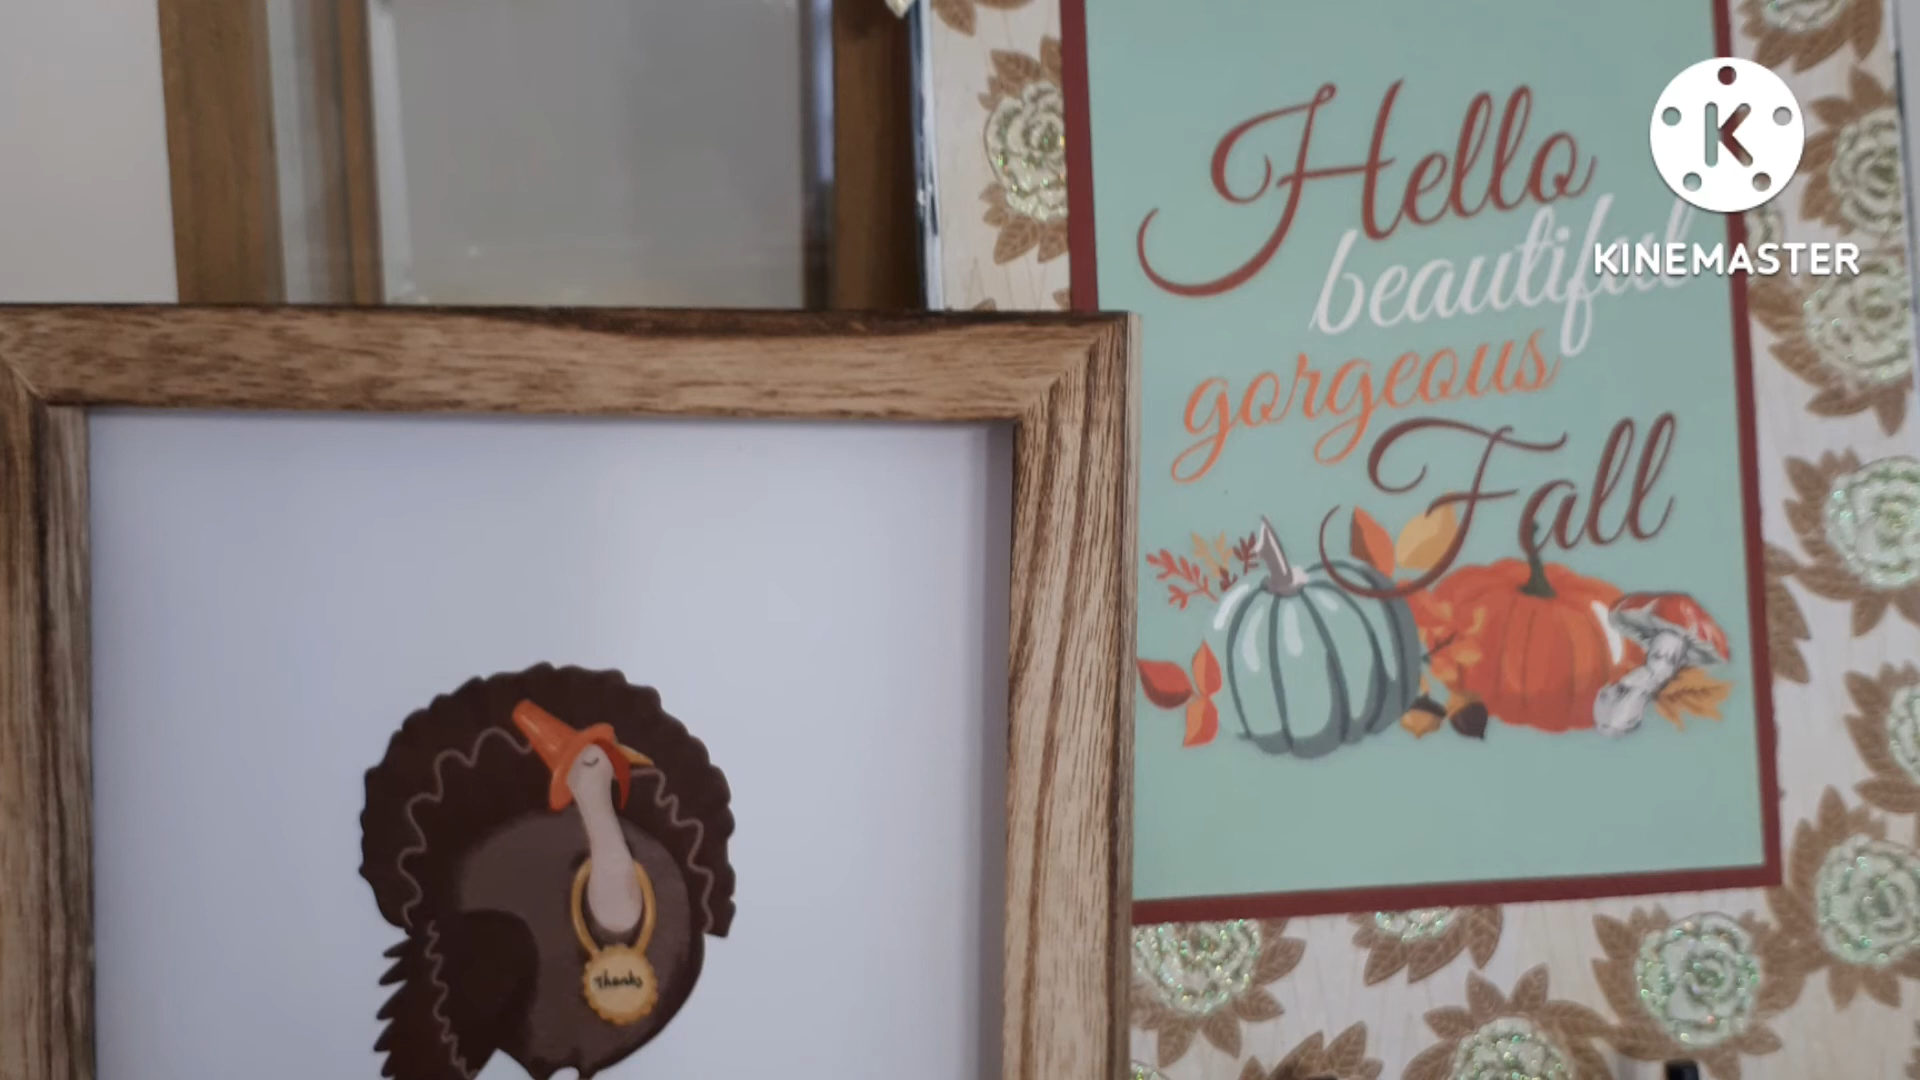 Hello
beautiful
gorgeous
Fall
Thanks
K
KINEMASTER